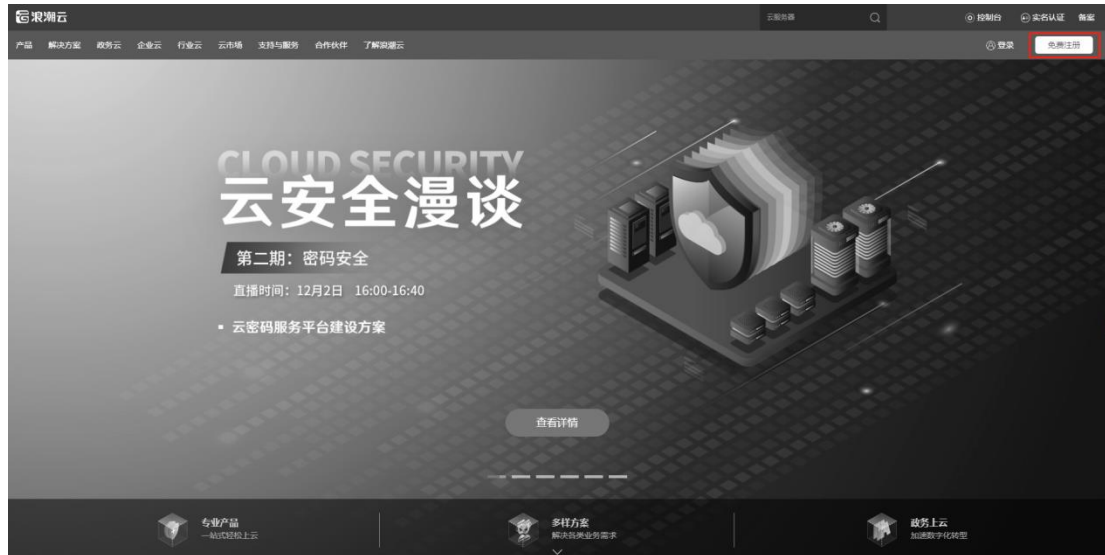 浪潮云
云服务器
控制台
实名认证
备案
产品 解决方案 政务云 企业云 行业云 云市场 支持与服务 合作伙伴 了解浪潮云
登录
免费注册
CLOUD SECURITY
云安全漫谈
第二期：密码安全
直播时间：12月2日 16:00-16:40
▪ 云密码服务平台建设方案
查看详情
专业产品
一站式轻松上云
多样方案
解决各类业务需求
政务上云
加速数字化转型